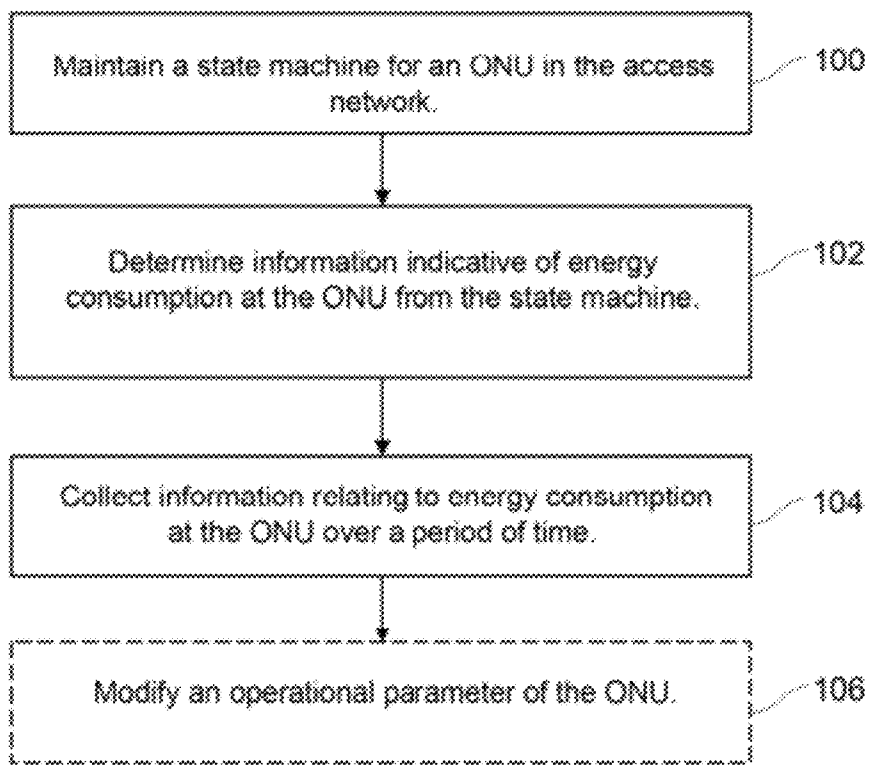 Maintain a state machine for an ONU in the access
network.
100
Determine information indicative of energy
consumption at the ONU from the state machine.
102
Collect information relating to energy consumption
at the ONU over a period of time.
104
Modify an operational parameter of the ONU.
106